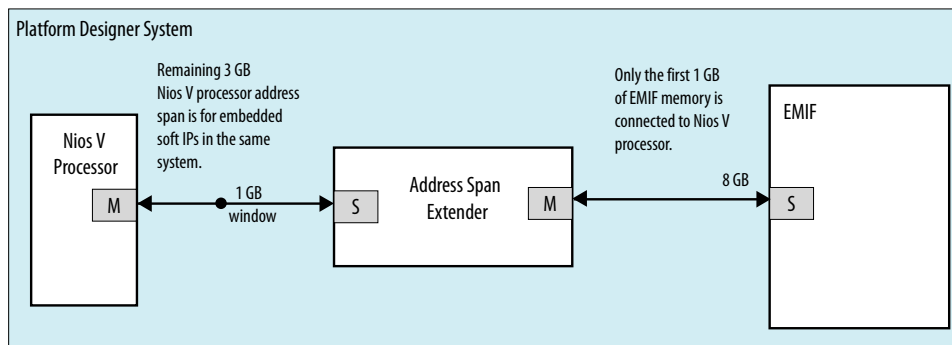 Platform Designer System
Remaining 3 GB
Nios V processor address
span is for embedded
soft IPs in the same
system.
Only the first 1 GB
of EMIF memory is
connected to Nios V
processor.
Nios V
Processor
M
1 GB
window
S
Address Span
Extender
M
8 GB
EMIF
S